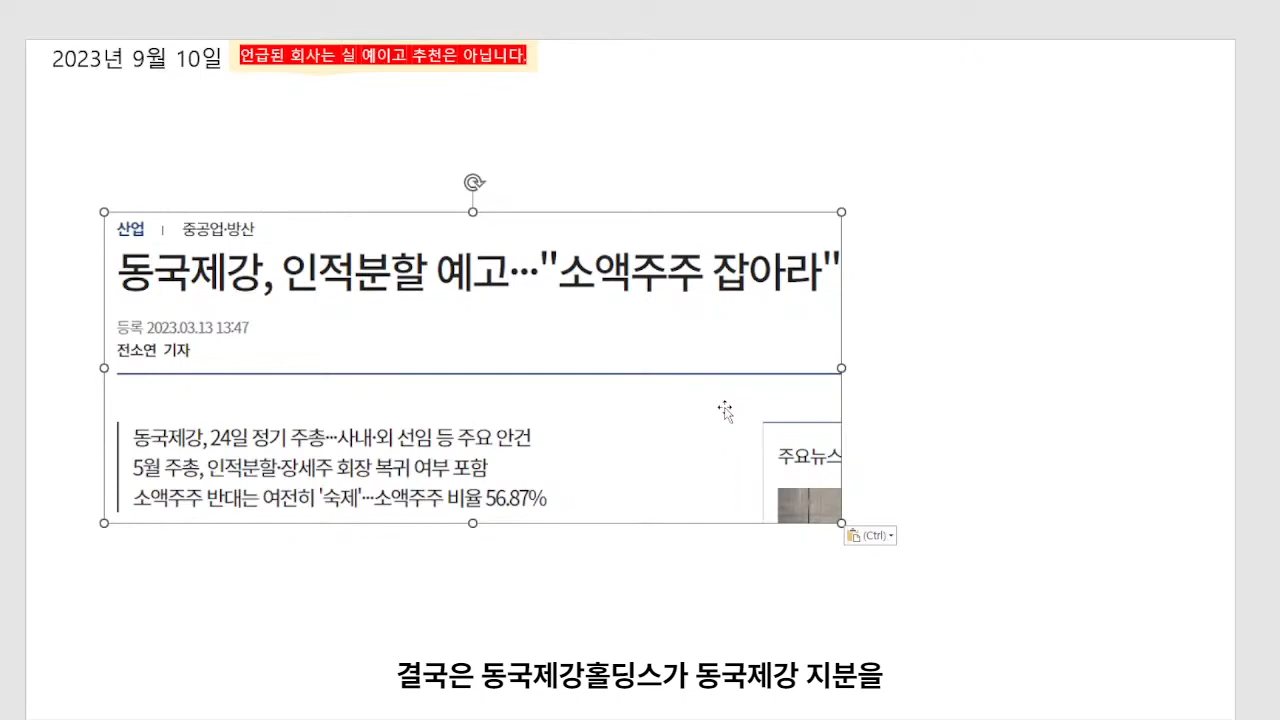 2023년 9월 10일
언급된 회사는 실 예이고 추천은 아닙니다.
산업 | 중공업·방산
동국제강, 인적분할 예고…"소액주주 잡아라"
등록 2023.03.13 13:47
전소연 기자
동국제강, 24일 정기 주총…사내·외 선임 등 주요 안건
5월 주총, 인적분할·장세주 회장 복귀 여부 포함
소액주주 반대는 여전히 '숙제'…소액주주 비율 56.87%
주요뉴스
(Ctrl)
결국은 동국제강홀딩스가 동국제강 지분을